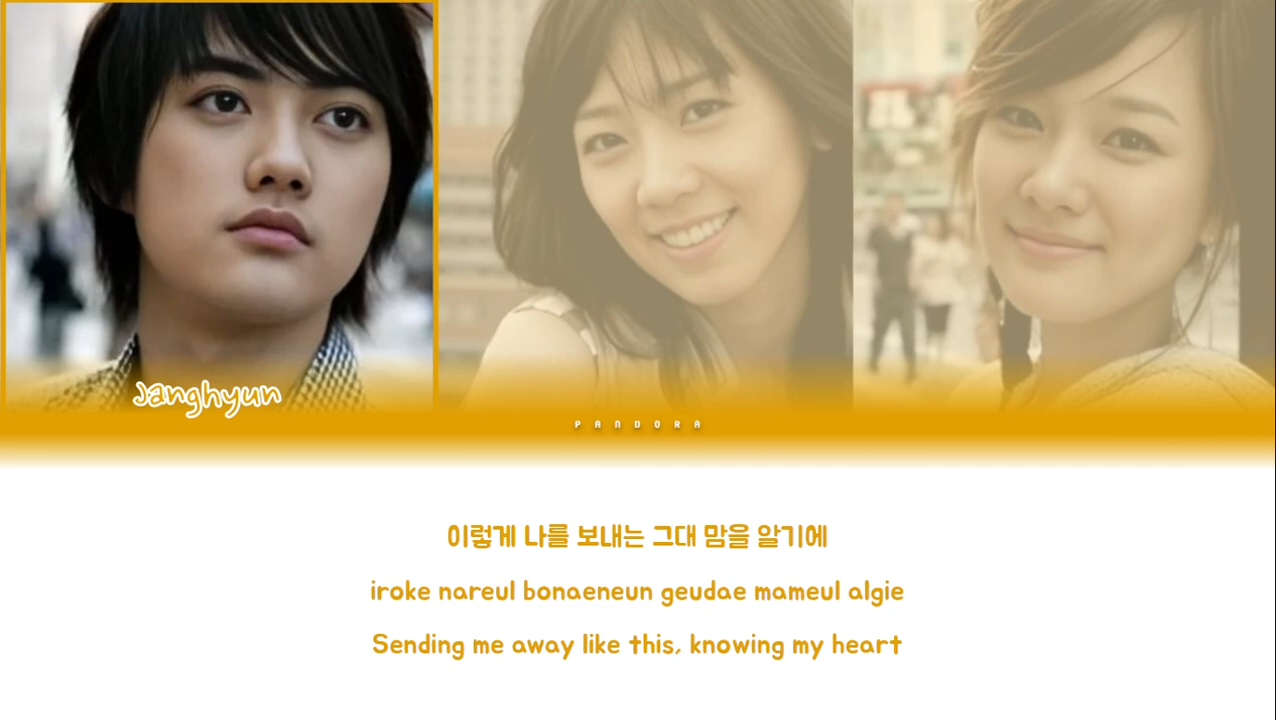 Janghyun
PANDORA
이렇게 나를 보내는 그대 맘을 알기에
iroke nareul bonaeneun geudae mameul algie
Sending me away like this, knowing my heart